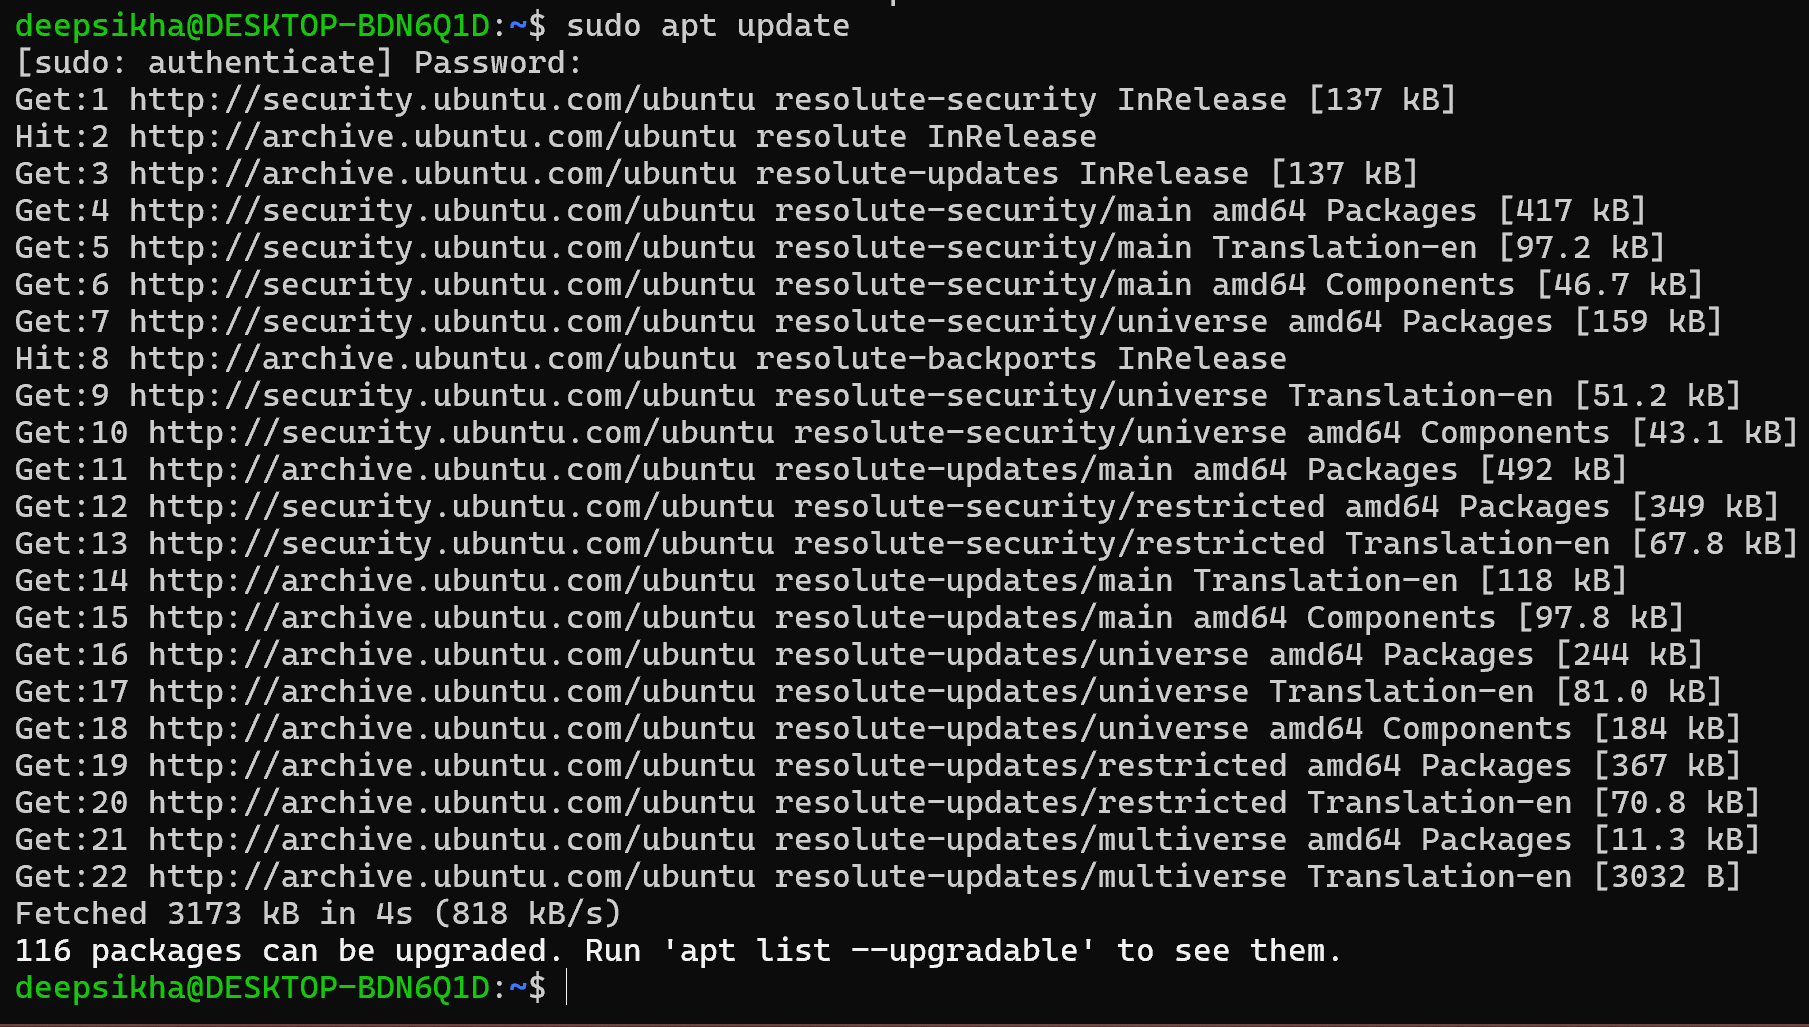 deepsikha@DESKTOP-BDN6Q1D:~$ sudo apt update
[sudo: authenticate] Password:
Get:1 http://security.ubuntu.com/ubuntu resolute-security InRelease [137 kB]
Hit:2 http://archive.ubuntu.com/ubuntu resolute InRelease
Get:3 http://archive.ubuntu.com/ubuntu resolute-updates InRelease [137 kB]
Get:4 http://security.ubuntu.com/ubuntu resolute-security/main amd64 Packages [417 kB]
Get:5 http://security.ubuntu.com/ubuntu resolute-security/main Translation-en [97.2 kB]
Get:6 http://security.ubuntu.com/ubuntu resolute-security/main amd64 Components [46.7 kB]
Get:7 http://security.ubuntu.com/ubuntu resolute-security/universe amd64 Packages [159 kB]
Hit:8 http://archive.ubuntu.com/ubuntu resolute-backports InRelease
Get:9 http://security.ubuntu.com/ubuntu resolute-security/universe Translation-en [51.2 kB]
Get:10 http://security.ubuntu.com/ubuntu resolute-security/universe amd64 Components [43.1 kB]
Get:11 http://archive.ubuntu.com/ubuntu resolute-updates/main amd64 Packages [492 kB]
Get:12 http://security.ubuntu.com/ubuntu resolute-security/restricted amd64 Packages [349 kB]
Get:13 http://security.ubuntu.com/ubuntu resolute-security/restricted Translation-en [67.8 kB]
Get:14 http://archive.ubuntu.com/ubuntu resolute-updates/main Translation-en [118 kB]
Get:15 http://archive.ubuntu.com/ubuntu resolute-updates/main amd64 Components [97.8 kB]
Get:16 http://archive.ubuntu.com/ubuntu resolute-updates/universe amd64 Packages [244 kB]
Get:17 http://archive.ubuntu.com/ubuntu resolute-updates/universe Translation-en [81.0 kB]
Get:18 http://archive.ubuntu.com/ubuntu resolute-updates/universe amd64 Components [184 kB]
Get:19 http://archive.ubuntu.com/ubuntu resolute-updates/restricted amd64 Packages [367 kB]
Get:20 http://archive.ubuntu.com/ubuntu resolute-updates/restricted Translation-en [70.8 kB]
Get:21 http://archive.ubuntu.com/ubuntu resolute-updates/multiverse amd64 Packages [11.3 kB]
Get:22 http://archive.ubuntu.com/ubuntu resolute-updates/multiverse Translation-en [3032 B]
Fetched 3173 kB in 4s (818 kB/s)
116 packages can be upgraded. Run 'apt list --upgradable' to see them.
deepsikha@DESKTOP-BDN6Q1D:~$